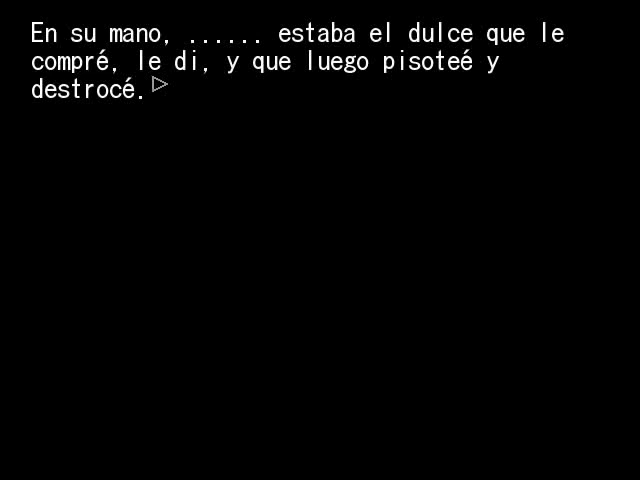 En su mano, ...... estaba el dulce que le
compré, le di, y que luego pisoteé y
destrocé.